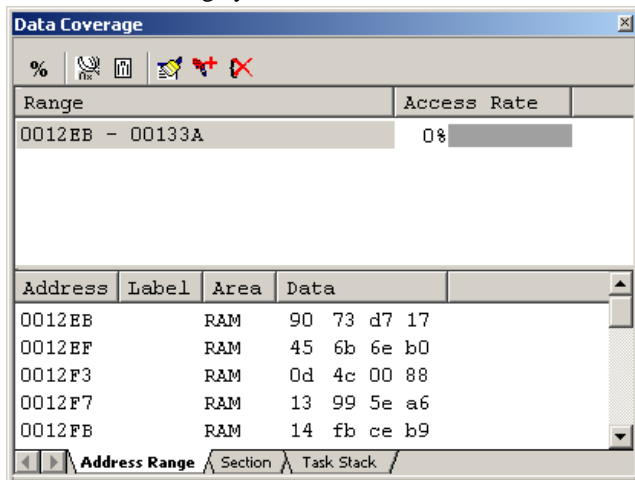 Data Coverage
%
Range Access Rate
0012EB - 00133A 0%
Address Label Area Data
0012EB RAM 90 73 d7 17
0012EF RAM 45 6b 6e b0
0012F3 RAM 0d 4c 00 88
0012F7 RAM 13 99 5e a6
0012FB RAM 14 fb ce b9
Address Range Section Task Stack